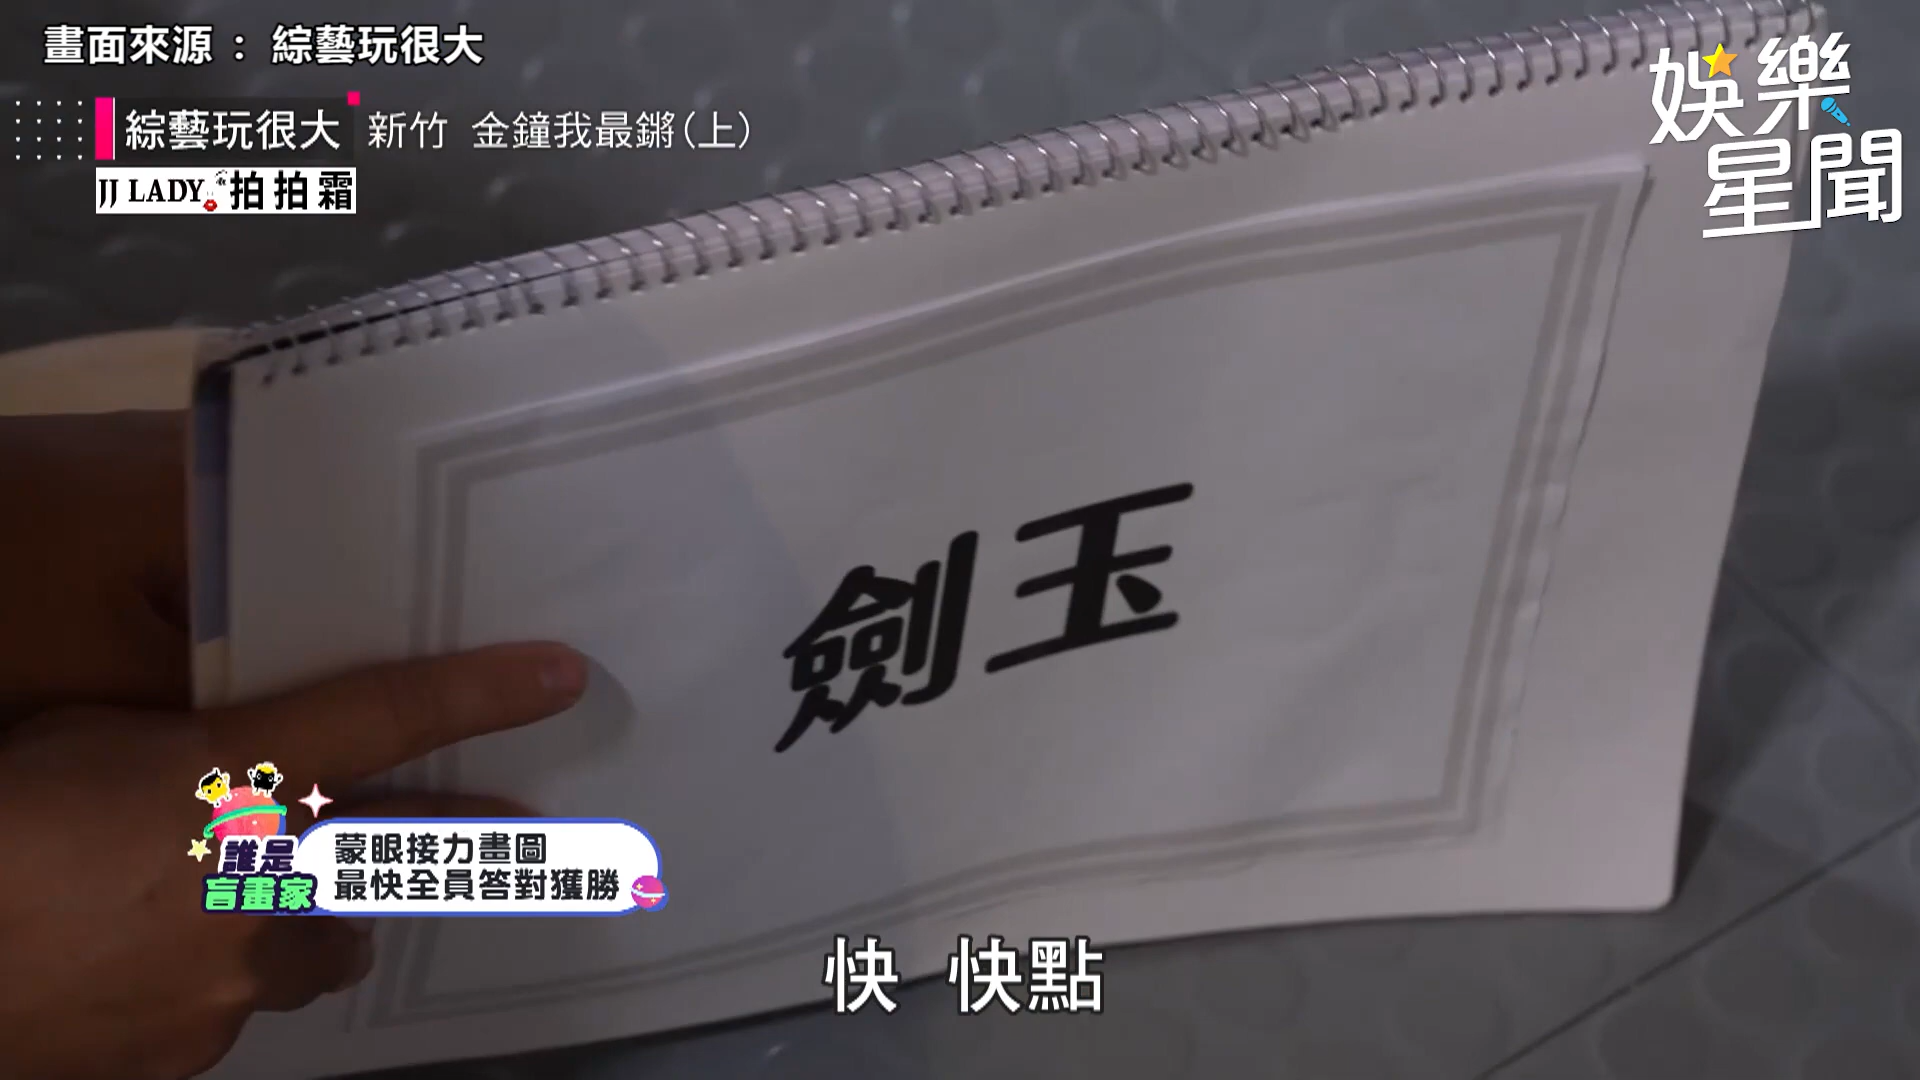 畫面來源 : 綜藝玩很大
綜藝玩很大 新竹 金鐘我最鏘(上)
JJ LADY 拍拍霜
娛樂
星聞
劍玉
誰是
盲畫家
蒙眼接力畫圖
最快全員答對獲勝
快 快點